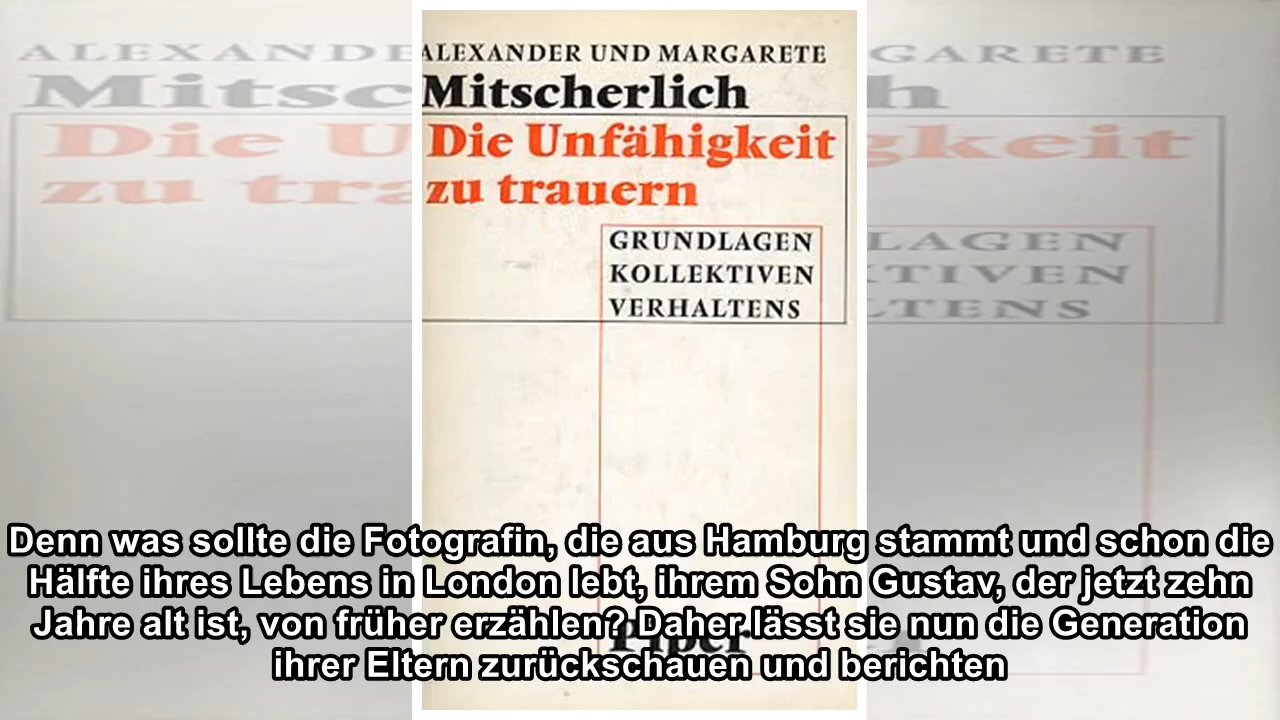 ALEXANDER UND MARGARETE
Mitscherlich
Die Unfähigkeit
zu trauern
GRUNDLAGEN
KOLLEKTIVEN
VERHALTENS
Piper
Denn was sollte die Fotografin, die aus Hamburg stammt und schon die
Hälfte ihres Lebens in London lebt, ihrem Sohn Gustav, der jetzt zehn
Jahre alt ist, von früher erzählen? Daher lässt sie nun die Generation
ihrer Eltern zurückschauen und berichten